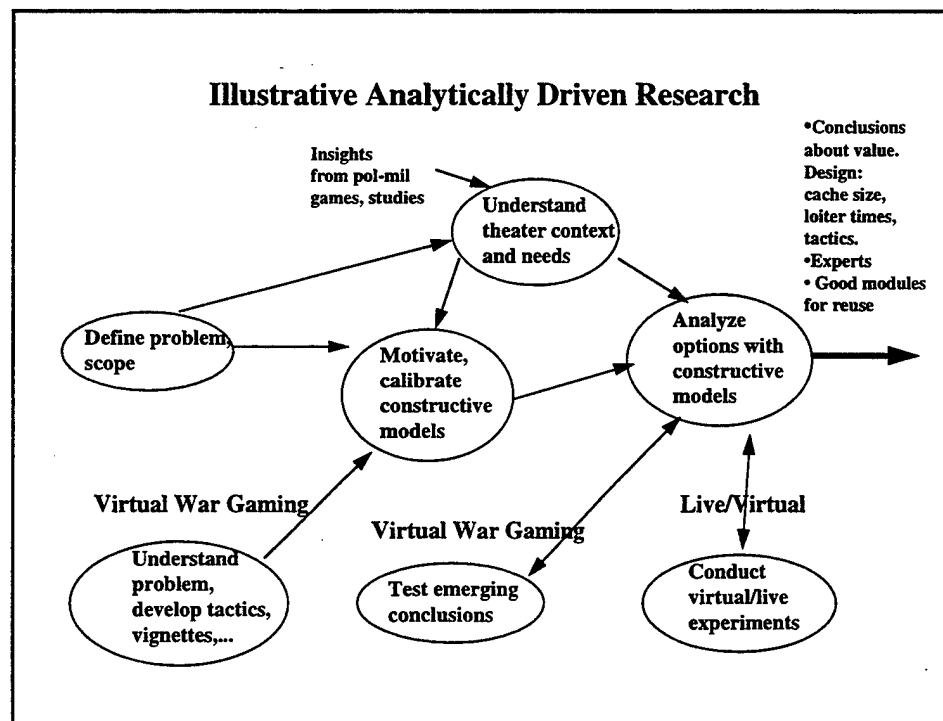 Illustrative Analytically Driven Research
•Conclusions
about value.
Design:
cache size,
loiter times,
tactics.
•Experts
• Good modules
for reuse
Insights
from pol-mil
games, studies
Understand
theater context
and needs
Define problem,
scope
Motivate,
calibrate
constructive
models
Analyze
options with
constructive
models
Virtual War Gaming
Virtual War Gaming
Live/Virtual
Understand
problem,
develop tactics,
vignettes,...
Test emerging
conclusions
Conduct
virtual/live
experiments